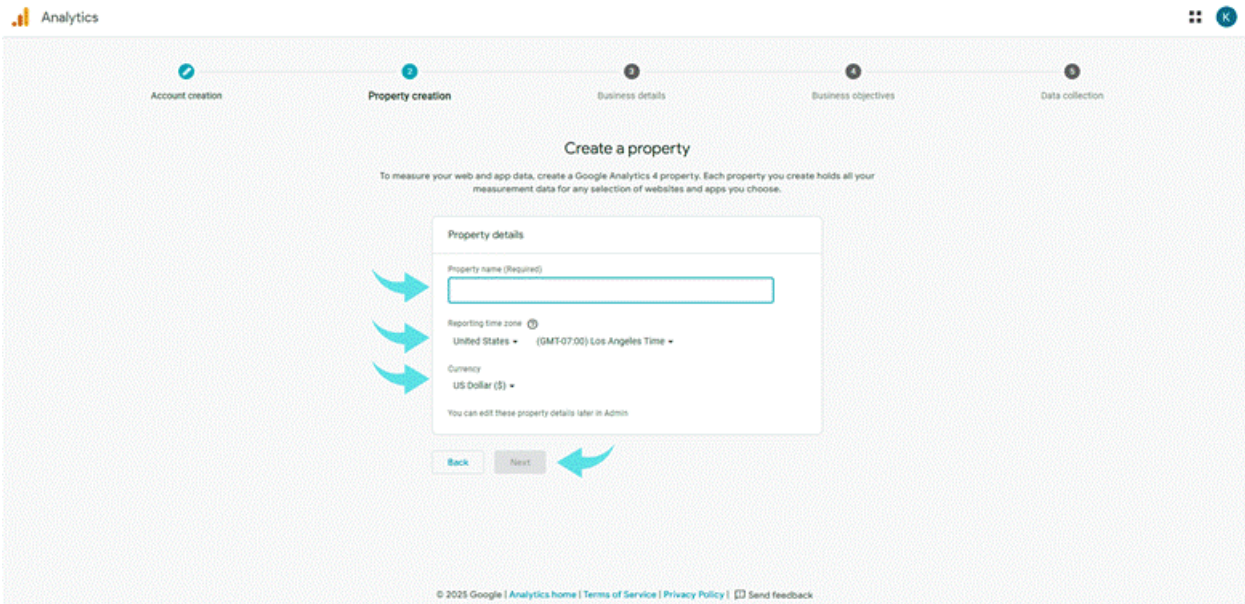 Analytics
K
2
3
4
5
Account creation
Property creation
Business details
Business objectives
Data collection
Create a property
To measure your web and app data, create a Google Analytics 4 property. Each property you create holds all your
measurement data for any selection of websites and apps you choose.
Property details
Property name (Required)
Reporting time zone ?
United States (GMT-07:00) Los Angeles Time
Currency
US Dollar ($)
You can edit these property details later in Admin
Back Next
© 2025 Google | Analytics home | Terms of Service | Privacy Policy | Send feedback